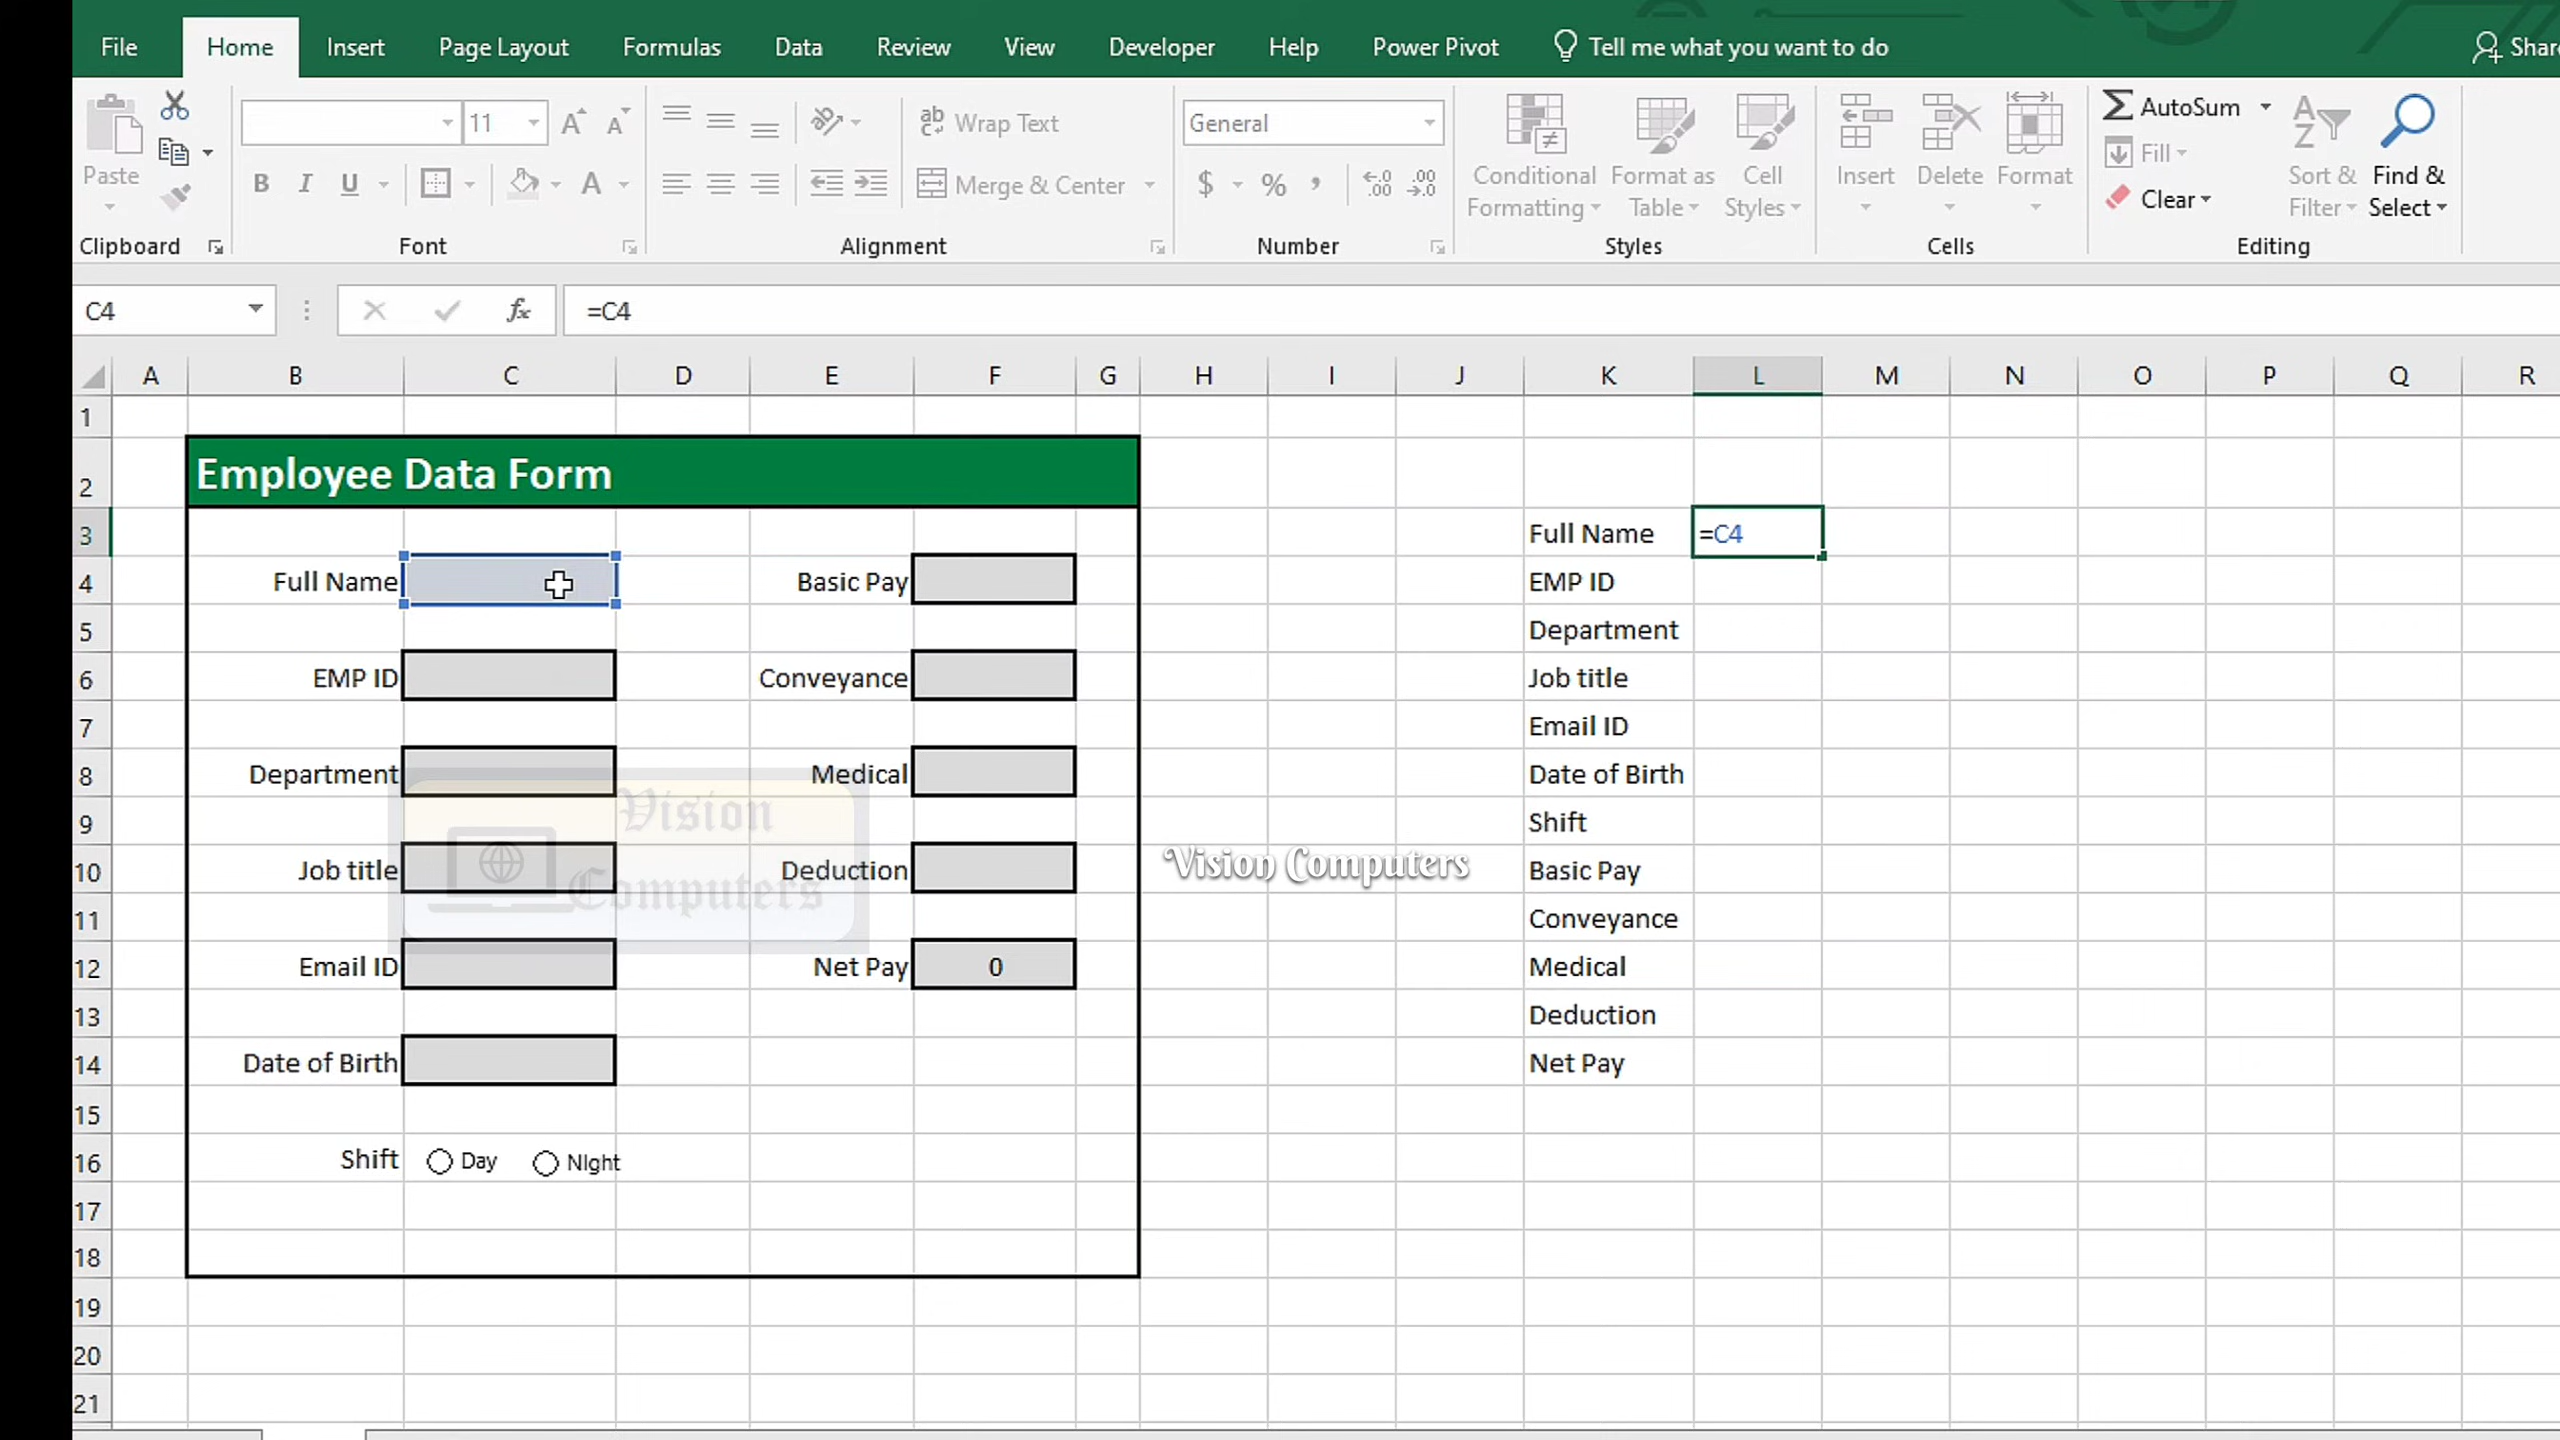 File Home Insert Page Layout Formulas Data Review View Developer Help Power Pivot Tell me what you want to do
11 Wrap Text General AutoSum
Paste B I U A Merge & Center $ % , .00 .0 Conditional Formatting Format as Table Cell Styles Insert Delete Format Fill Clear Sort & Filter Find & Select
Clipboard Font Alignment Number Styles Cells Editing
C4 fx =C4
A B C D E F G H I J K L M N O P Q R
1
2 Employee Data Form
3 Full Name =C4
4 Full Name Basic Pay EMP ID
5 Department
6 EMP ID Conveyance Job title
7 Email ID
8 Department Medical Date of Birth
Vision
9 Shift
Vision Computers
10 Job title Deduction Basic Pay
Computers
11 Conveyance
12 Email ID Net Pay 0 Medical
13 Deduction
14 Date of Birth Net Pay
15
16 Shift Day NIght
17
18
19
20
21